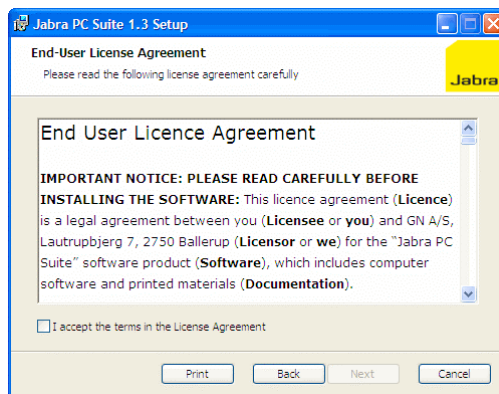 Jabra PC Suite 1.3 Setup
End-User License Agreement
Please read the following license agreement carefully
Jabra
End User Licence Agreement
IMPORTANT NOTICE: PLEASE READ CAREFULLY BEFORE
INSTALLING THE SOFTWARE: This licence agreement (Licence)
is a legal agreement between you (Licensee or you) and GN A/S,
Lautrupbjerg 7, 2750 Ballerup (Licensor or we) for the "Jabra PC
Suite" software product (Software), which includes computer
software and printed materials (Documentation).
I accept the terms in the License Agreement
Print Back Next Cancel